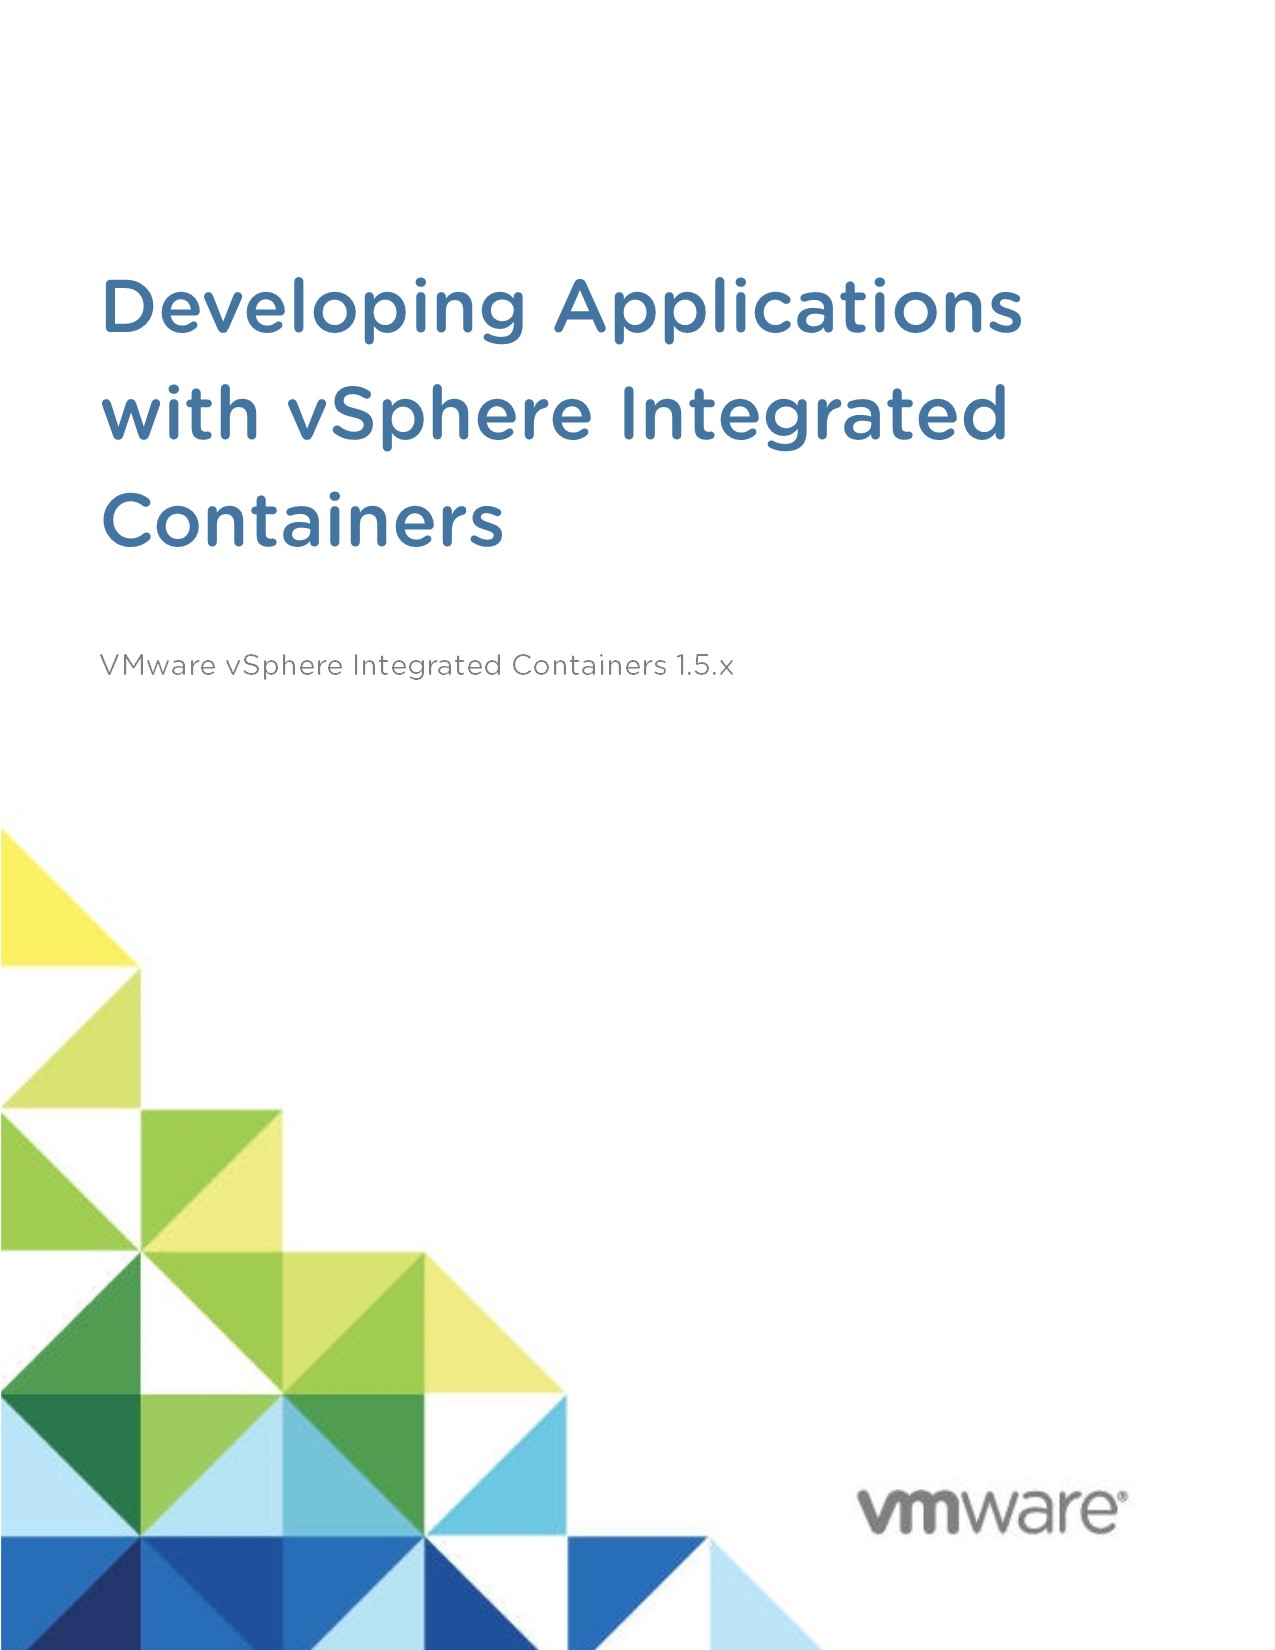 Developing Applications
with vSphere Integrated
Containers
VMware vSphere Integrated Containers 1.5.x
vmware®